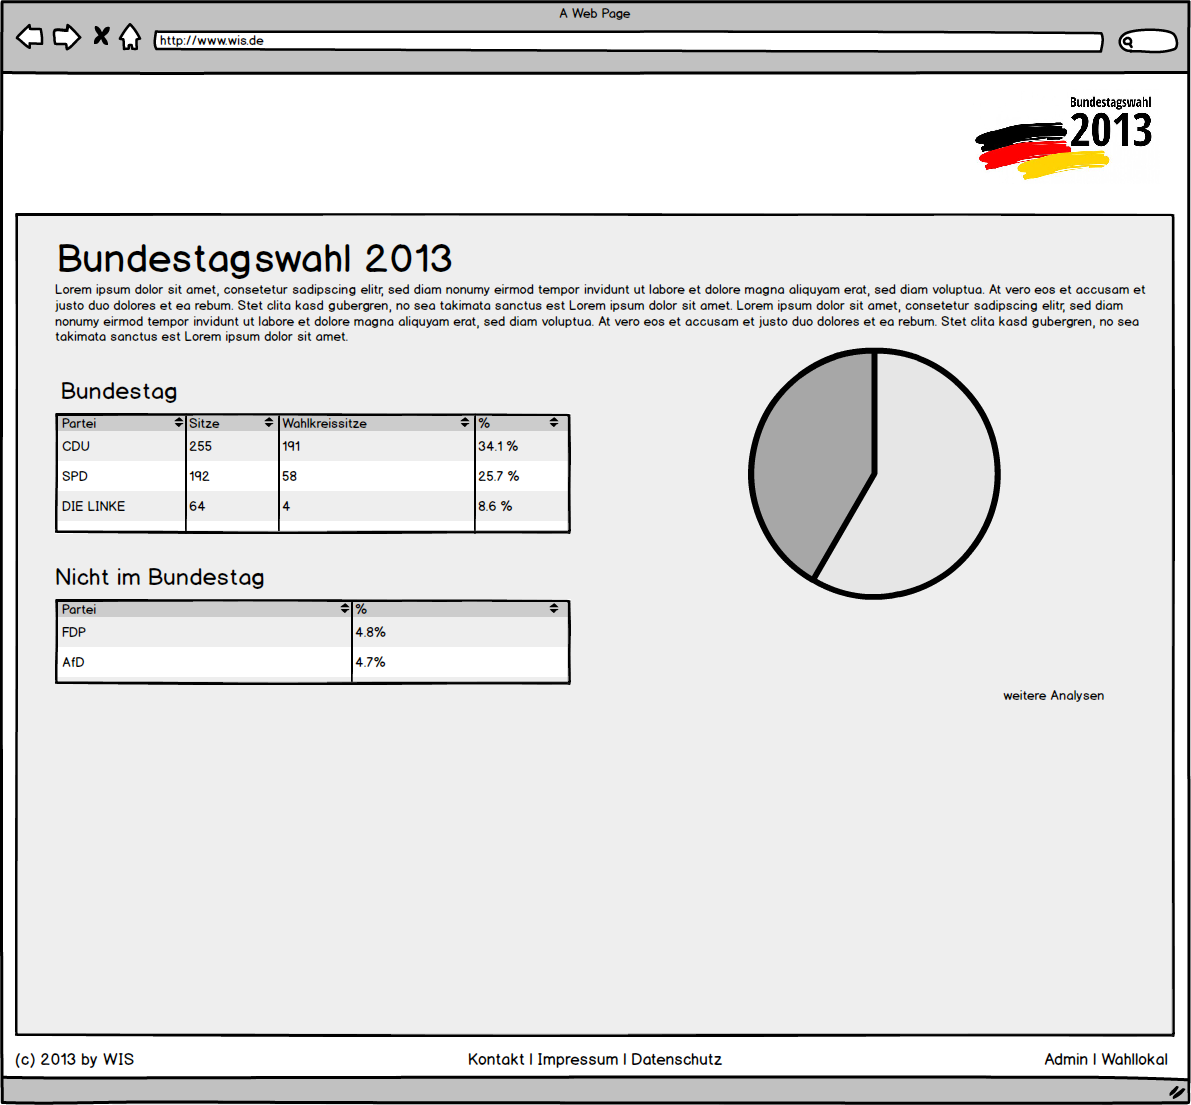 A Web Page
http://www.wis.de
Bundestagswahl
2013
Bundestagswahl 2013
Lorem ipsum dolor sit amet, consetetur sadipscing elitr, sed diam nonumy eirmod tempor invidunt ut labore et dolore magna aliquyam erat, sed diam voluptua. At vero eos et accusam et
justo duo dolores et ea rebum. Stet clita kasd gubergren, no sea takimata sanctus est Lorem ipsum dolor sit amet. Lorem ipsum dolor sit amet, consetetur sadipscing elitr, sed diam
nonumy eirmod tempor invidunt ut labore et dolore magna aliquyam erat, sed diam voluptua. At vero eos et accusam et justo duo dolores et ea rebum. Stet clita kasd gubergren, no sea
takimata sanctus est Lorem ipsum dolor sit amet.
Bundestag
Partei Sitze Wahlkreissitze %
CDU 255 191 34.1 %
SPD 192 58 25.7 %
DIE LINKE 64 4 8.6 %
Nicht im Bundestag
Partei %
FDP 4.8%
AfD 4.7%
weitere Analysen
(c) 2013 by WIS Kontakt | Impressum | Datenschutz Admin | Wahllokal